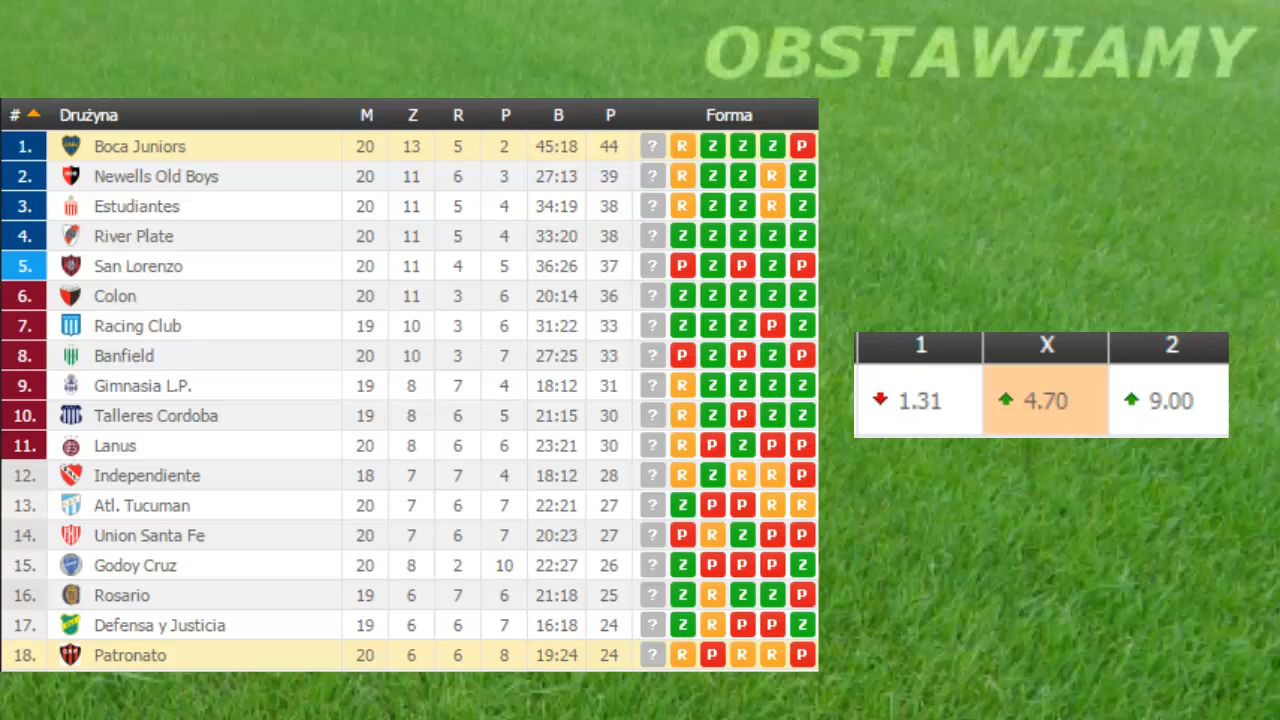 OBSTAWIAMY
# Drużyna M Z R P B P Forma
1. Boca Juniors 20 13 5 2 45:18 44 ? R Z Z Z P
2. Newells Old Boys 20 11 6 3 27:13 39 ? R Z Z R Z
3. Estudiantes 20 11 5 4 34:19 38 ? R Z Z R Z
4. River Plate 20 11 5 4 33:20 38 ? Z Z Z Z Z
5. San Lorenzo 20 11 4 5 36:26 37 ? P Z P Z P
6. Colon 20 11 3 6 20:14 36 ? Z Z Z Z Z
7. Racing Club 19 10 3 6 31:22 33 ? Z Z Z P Z
8. Banfield 20 10 3 7 27:25 33 ? P Z P Z P
9. Gimnasia L.P. 19 8 7 4 18:12 31 ? R Z Z Z Z
10. Talleres Cordoba 19 8 6 5 21:15 30 ? R Z P Z Z
11. Lanus 20 8 6 6 23:21 30 ? R P Z P P
12. Independiente 18 7 7 4 18:12 28 ? R Z R R P
13. Atl. Tucuman 20 7 6 7 22:21 27 ? Z P P R R
14. Union Santa Fe 20 7 6 7 20:23 27 ? P R Z P P
15. Godoy Cruz 20 8 2 10 22:27 26 ? Z P P P Z
16. Rosario 19 6 7 6 21:18 25 ? Z R Z Z P
17. Defensa y Justicia 19 6 6 7 16:18 24 ? Z R P P Z
18. Patronato 20 6 6 8 19:24 24 ? R P R R P
1 X 2
1.31 4.70 9.00